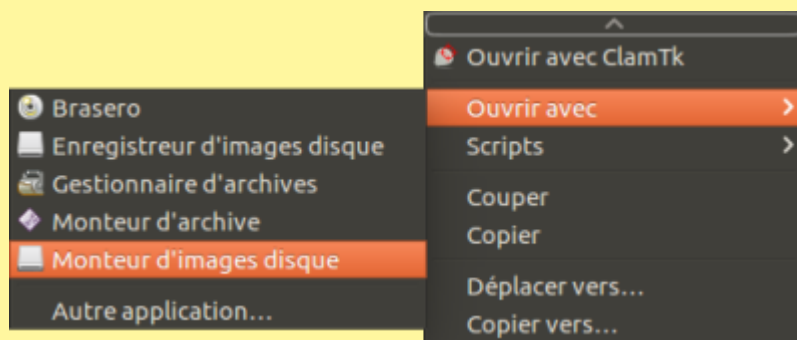 Ouvrir avec ClamTk
Ouvrir avec
Scripts
Couper
Copier
Déplacer vers...
Copier vers...
Brasero
Enregistreur d'images disque
Gestionnaire d'archives
Monteur d'archive
Monteur d'images disque
Autre application...